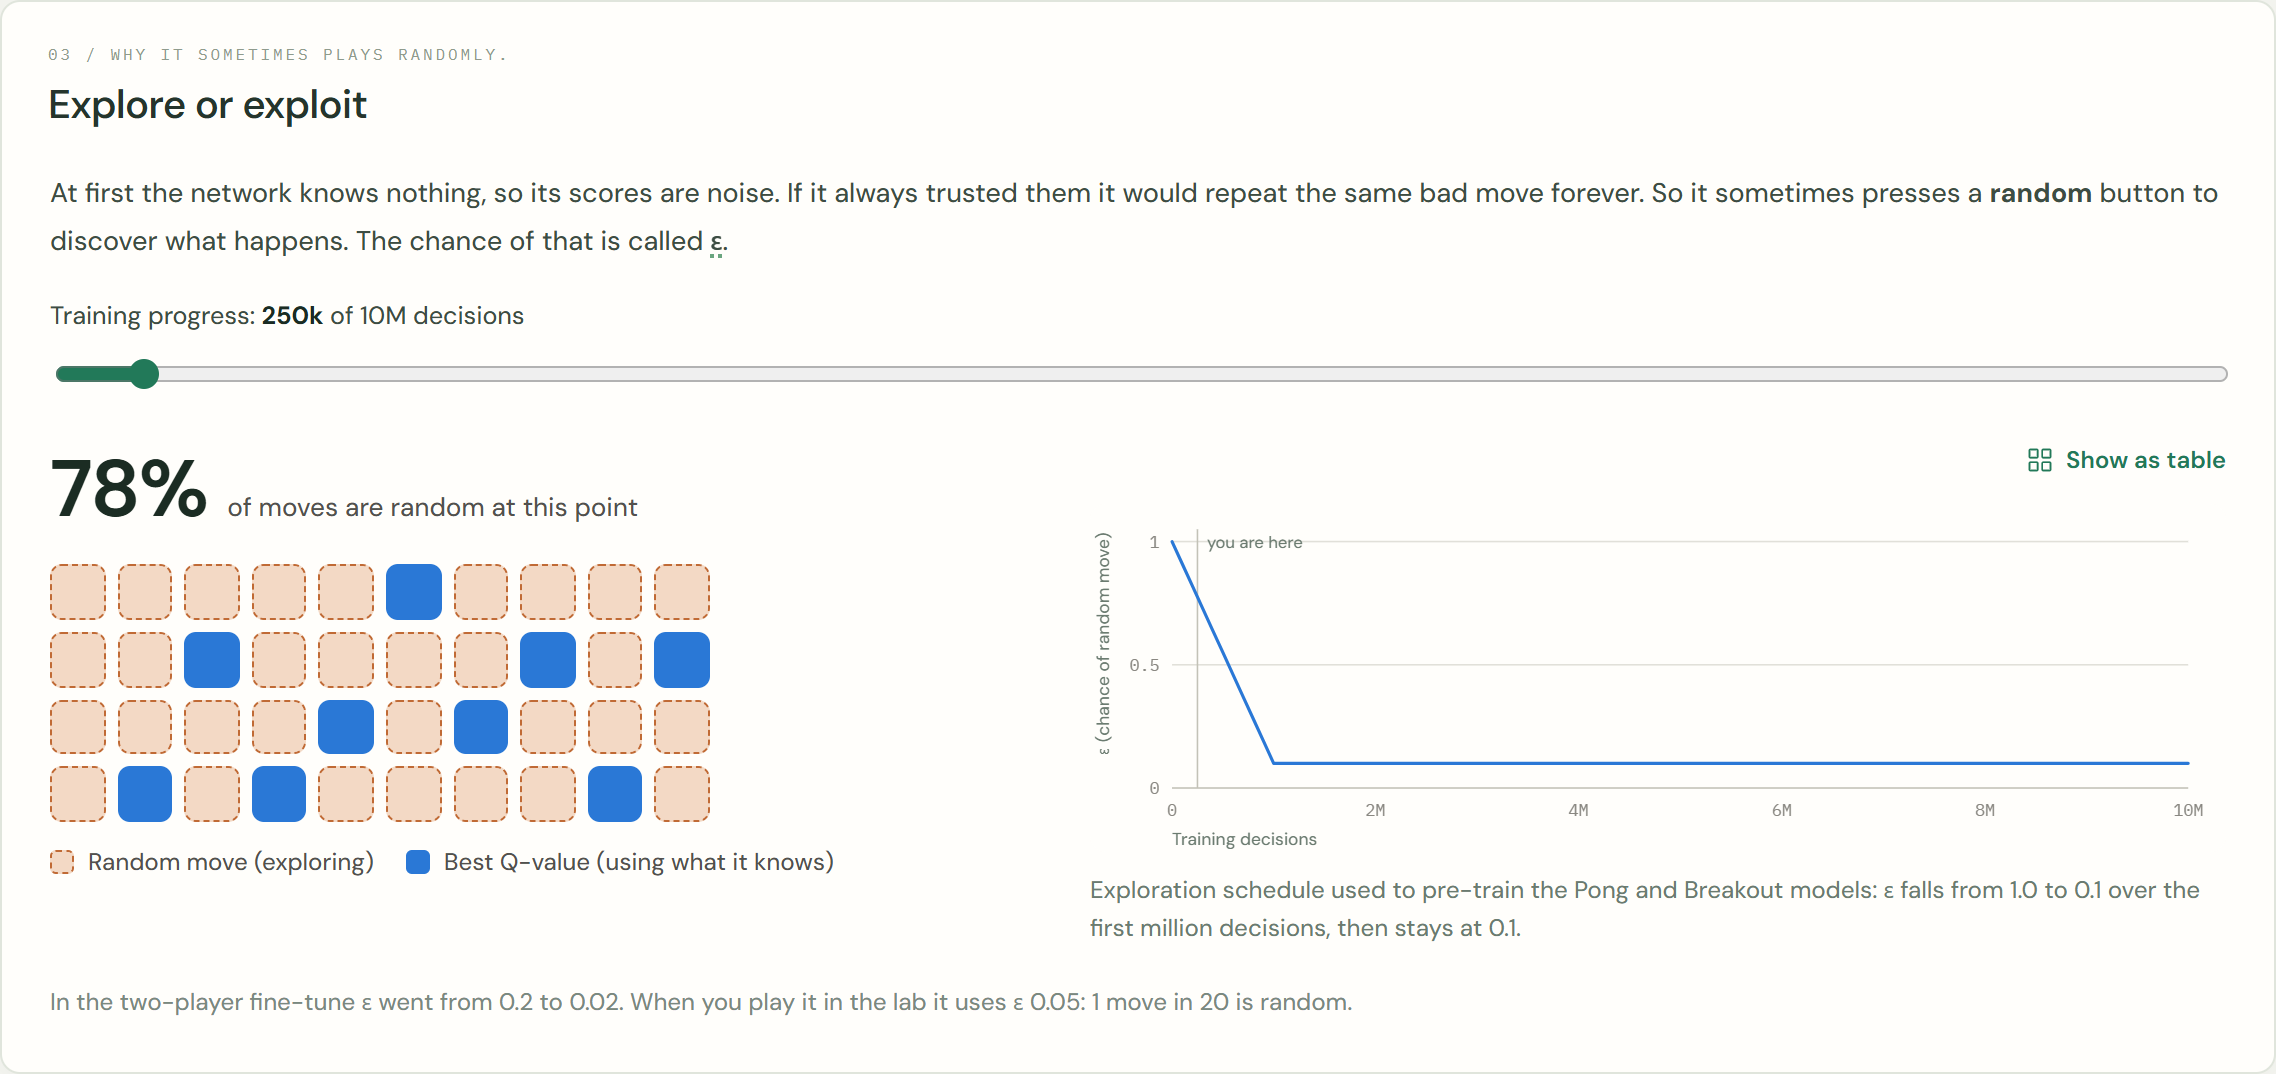 03 / WHY IT SOMETIMES PLAYS RANDOMLY.
Explore or exploit
At first the network knows nothing, so its scores are noise. If it always trusted them it would repeat the same bad move forever. So it sometimes presses a random button to
discover what happens. The chance of that is called ε.
Training progress: 250k of 10M decisions
78% of moves are random at this point
Random move (exploring)
Best Q-value (using what it knows)
Show as table
ε (chance of random move)
you are here
1
0.5
0
0 2M 4M 6M 8M 10M
Training decisions
Exploration schedule used to pre-train the Pong and Breakout models: ε falls from 1.0 to 0.1 over the
first million decisions, then stays at 0.1.
In the two-player fine-tune ε went from 0.2 to 0.02. When you play it in the lab it uses ε 0.05: 1 move in 20 is random.